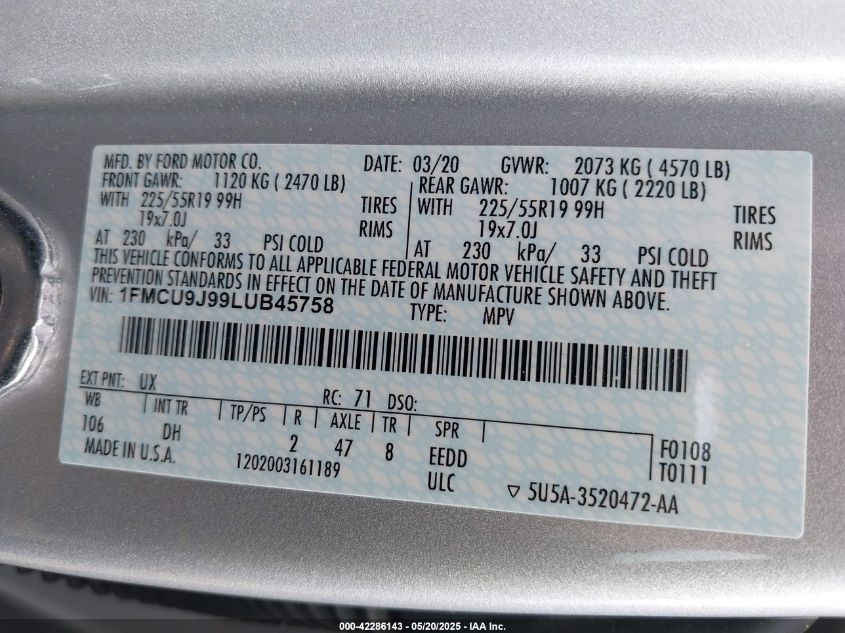 MFD. BY FORD MOTOR CO. DATE: 03/20 GVWR: 2073 KG ( 4570 LB)
FRONT GAWR: 1120 KG ( 2470 LB) REAR GAWR: 1007 KG ( 2220 LB)
WITH 225/55R19 99H TIRES WITH 225/55R19 99H TIRES
19x7.0J RIMS 19x7.0J RIMS
AT 230 kPa/ 33 PSI COLD AT 230 kPa/ 33 PSI COLD
THIS VEHICLE CONFORMS TO ALL APPLICABLE FEDERAL MOTOR VEHICLE SAFETY AND THEFT
PREVENTION STANDARDS IN EFFECT ON THE DATE OF MANUFACTURE SHOWN ABOVE.
VIN: 1FMCU9J99LUB45758 TYPE: MPV
EXT PNT: UX RC: 71 DSO:
WB INT TR TP/PS R AXLE TR SPR
106 DH 2 47 8 EEDD F0108
MADE IN U.S.A. 1202003161189 ULC T0111
5U5A-3520472-AA
000-42286143 - 05/20/2025 - IAA Inc.